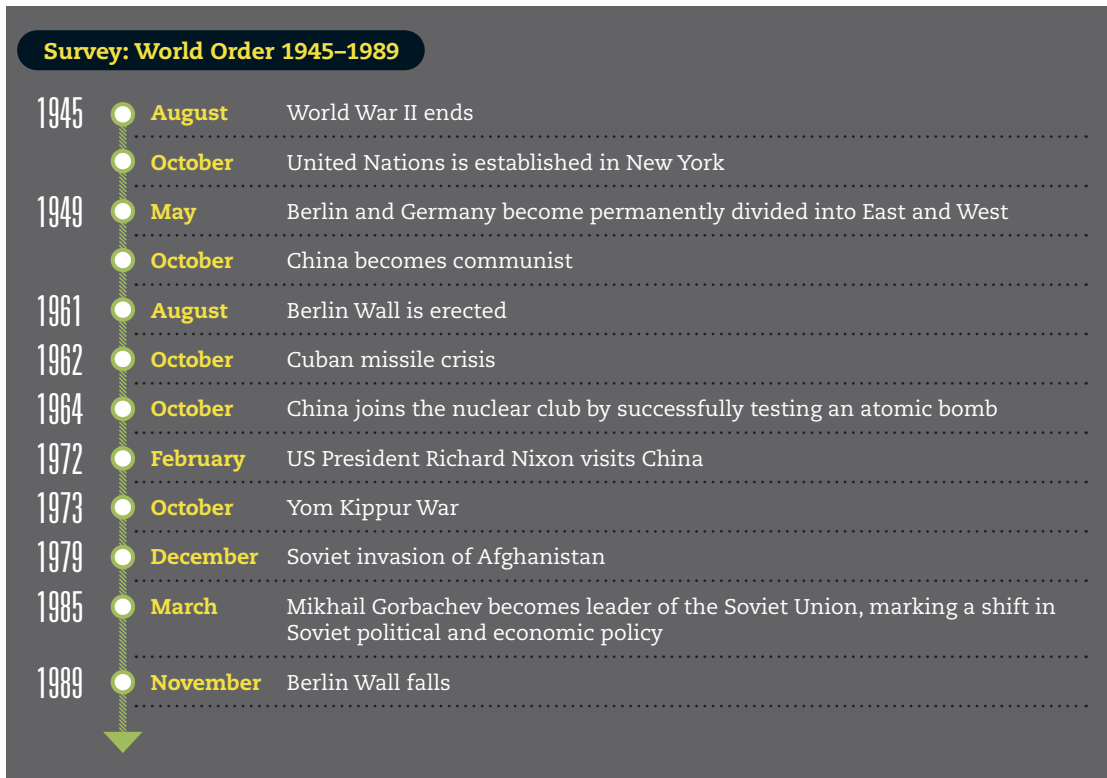 Survey: World Order 1945–1989
1945 August World War II ends
October United Nations is established in New York
1949 May Berlin and Germany become permanently divided into East and West
October China becomes communist
1961 August Berlin Wall is erected
1962 October Cuban missile crisis
1964 October China joins the nuclear club by successfully testing an atomic bomb
1972 February US President Richard Nixon visits China
1973 October Yom Kippur War
1979 December Soviet invasion of Afghanistan
1985 March Mikhail Gorbachev becomes leader of the Soviet Union, marking a shift in
Soviet political and economic policy
1989 November Berlin Wall falls